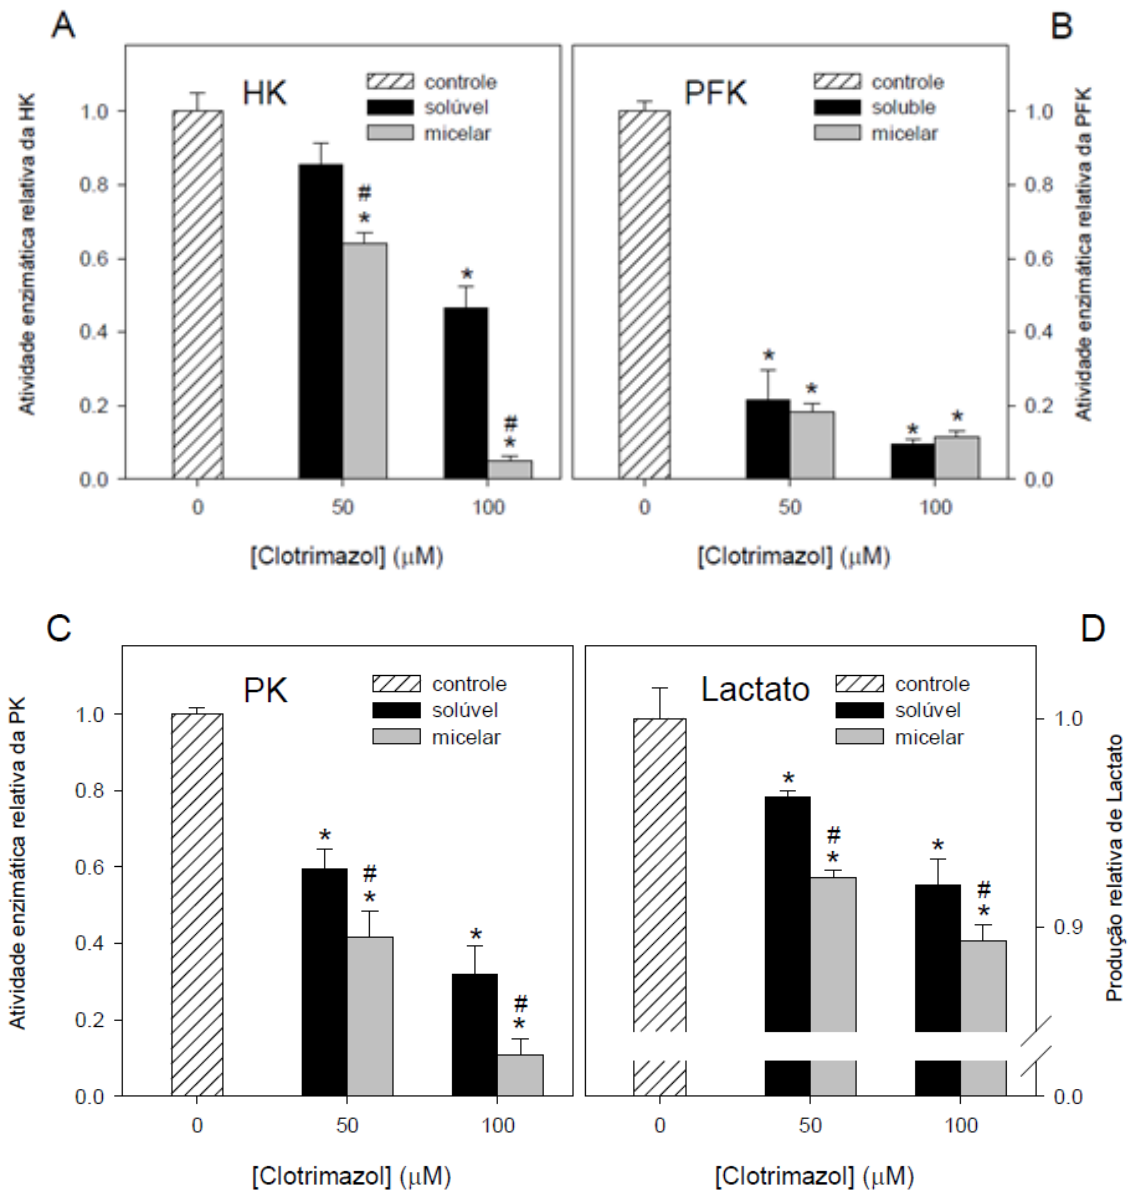 A
B
HK
controle
solúvel
micelar
PFK
controle
soluble
micelar
Atividade enzimática relativa da HK
1.0
0.8
0.6
0.4
0.2
0.0
#
*
*
#
*
*
*
*
*
1.0
0.8
0.6
0.4
0.2
0.0
Atividade enzimática relativa da PFK
0 50 100
0 50 100
[Clotrimazol] (μM)
[Clotrimazol] (μM)
C
D
PK
controle
solúvel
micelar
Lactato
controle
solúvel
micelar
Atividade enzimática relativa da PK
1.0
0.8
0.6
0.4
0.2
0.0
*
#
*
*
#
*
*
#
*
*
#
*
1.0
0.9
0.0
Produção relativa de Lactato
0 50 100
0 50 100
[Clotrimazol] (μM)
[Clotrimazol] (μM)